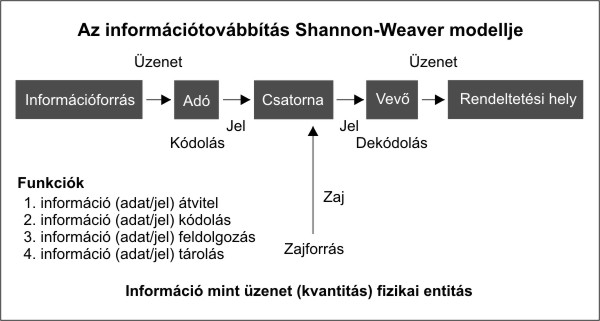 Az információtovábbítás Shannon-Weaver modellje
Üzenet Üzenet
Információforrás Adó Csatorna Vevő Rendeltetési hely
Jel Jel
Kódolás Dekódolás
Funkciók
1. információ (adat/jel) átvitel
2. információ (adat/jel) kódolás
3. információ (adat/jel) feldolgozás
4. információ (adat/jel) tárolás
Zaj
Zajforrás
Információ mint üzenet (kvantitás) fizikai entitás